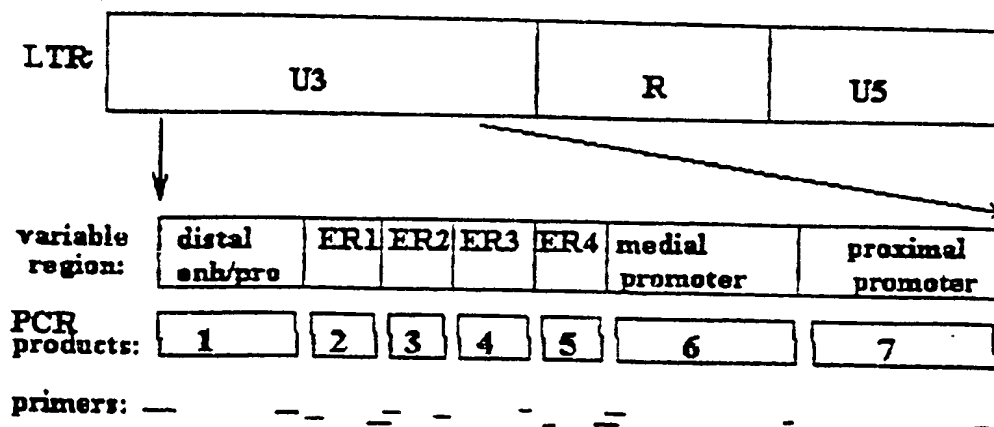 LTR:
U3 R U5
variable region:
distal enh/pro
ER1 ER2 ER3 ER4
medial promoter
proximal promoter
PCR products:
1 2 3 4 5 6 7
primers: